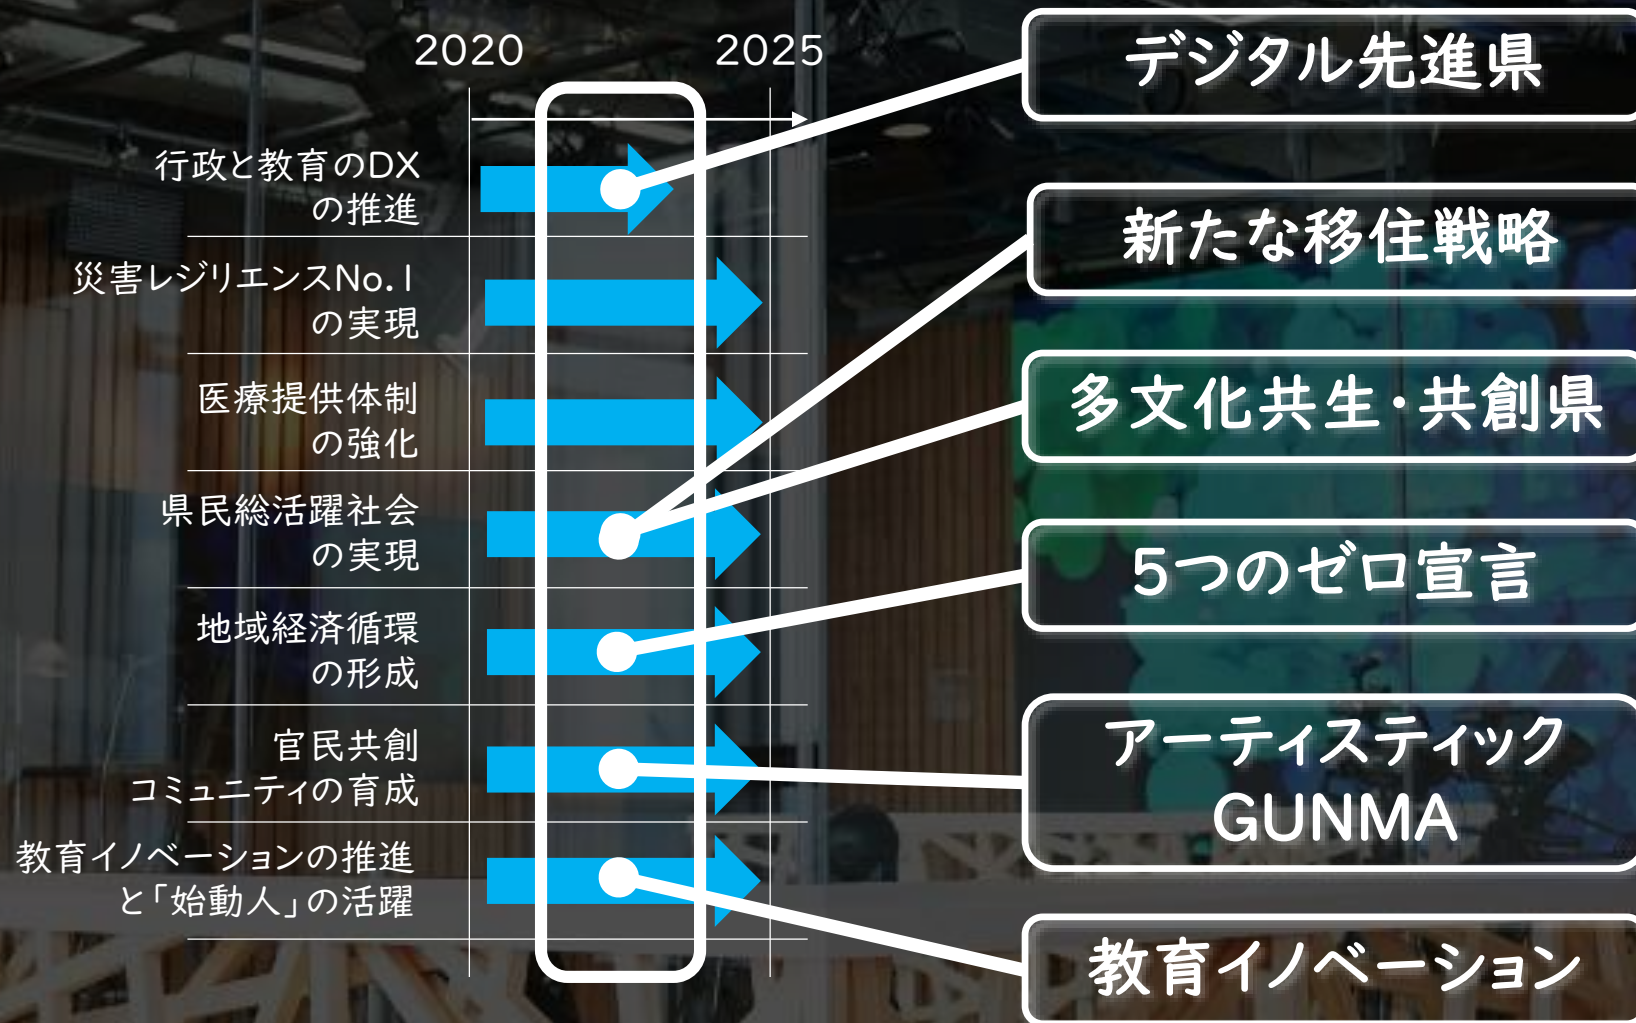 2020
2025
行政と教育のDX
の推進
災害レジリエンスNo.1
の実現
医療提供体制
の強化
県民総活躍社会
の実現
地域経済循環
の形成
官民共創
コミュニティの育成
教育イノベーションの推進
と「始動人」の活躍
デジタル先進県
新たな移住戦略
多文化共生・共創県
5つのゼロ宣言
アーティスティック
GUNMA
教育イノベーション